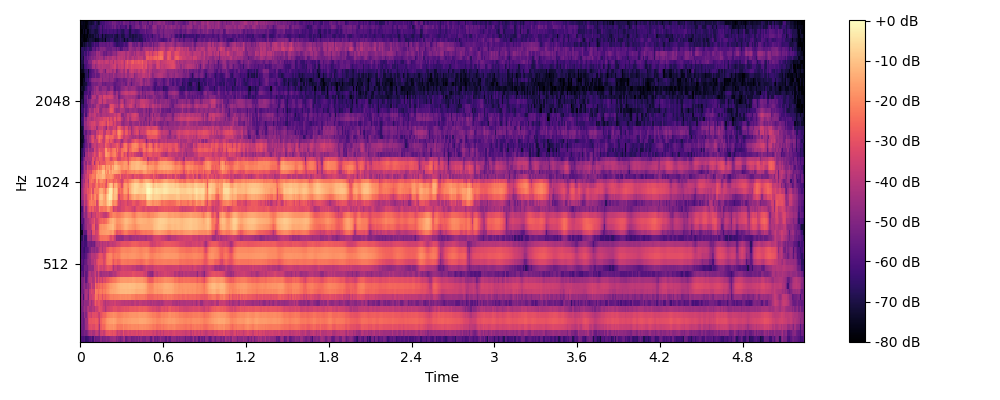 2048
1024
512
Hz
0 0.6 1.2 1.8 2.4 3 3.6 4.2 4.8
Time
+0 dB
-10 dB
-20 dB
-30 dB
-40 dB
-50 dB
-60 dB
-70 dB
-80 dB